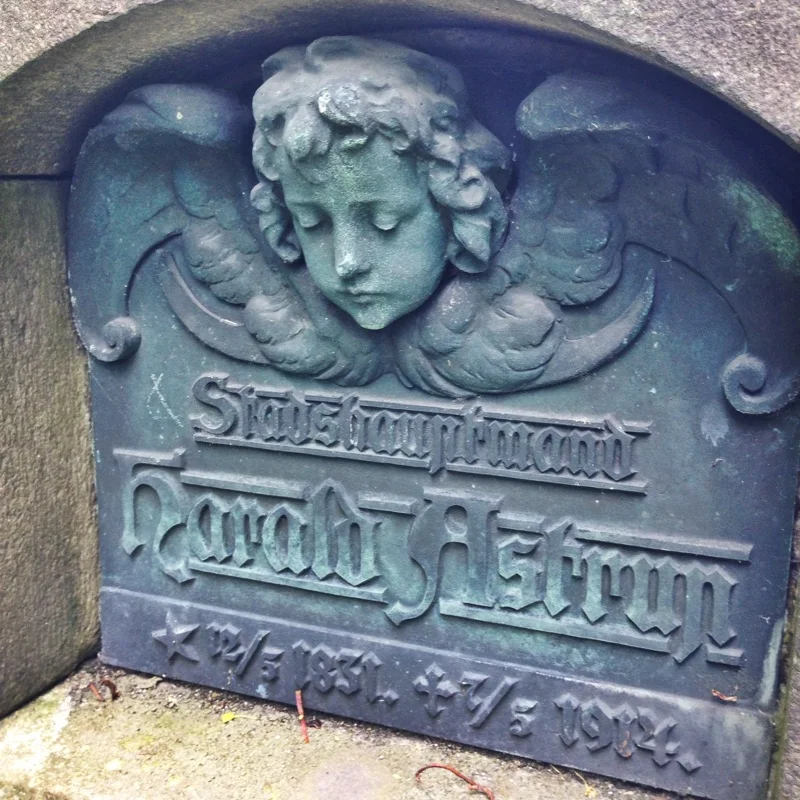 Stadshauptmand
Harald Astrup
★ 12/5 1831. ✠ 7/5 1914.